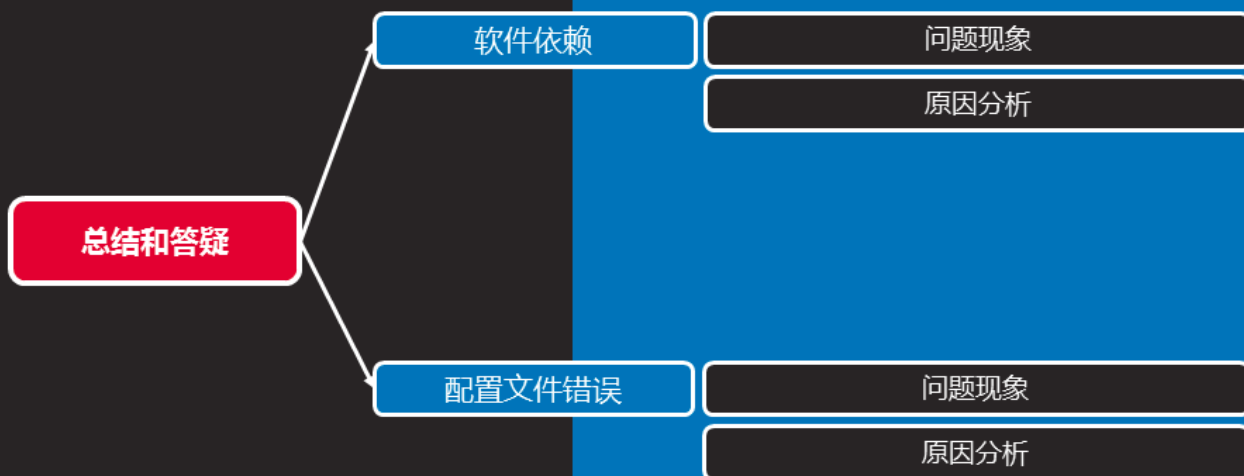 软件依赖
问题现象
原因分析
总结和答疑
配置文件错误
问题现象
原因分析